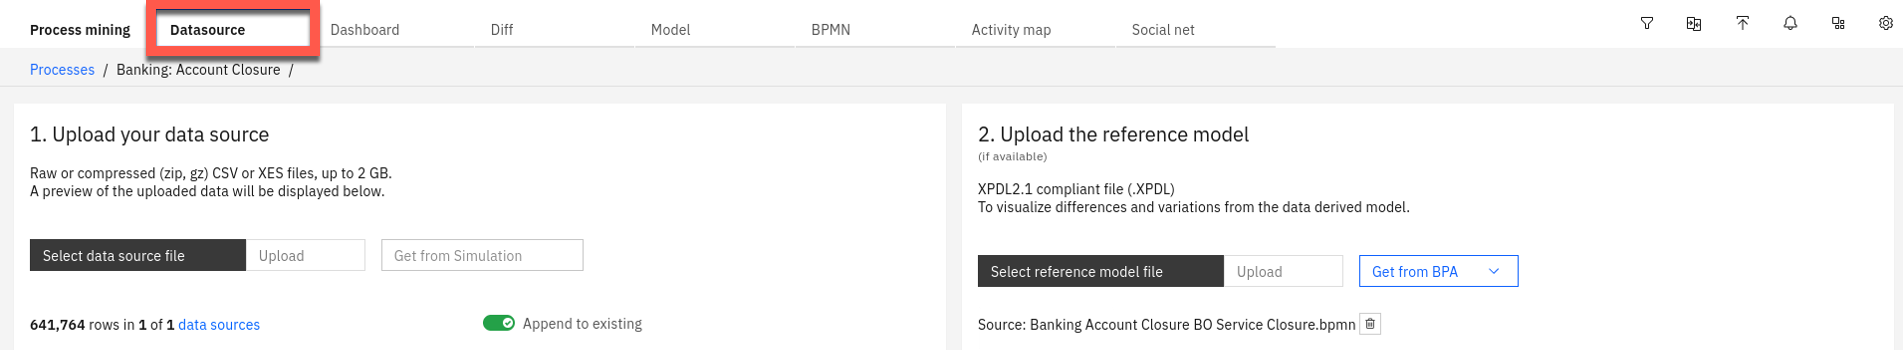 Process mining Datasource Dashboard Diff Model BPMN Activity map Social net
Processes / Banking: Account Closure /
1. Upload your data source
Raw or compressed (zip, gz) CSV or XES files, up to 2 GB.
A preview of the uploaded data will be displayed below.
Select data source file Upload Get from Simulation
641,764 rows in 1 of 1 data sources Append to existing
2. Upload the reference model
(if available)
XPDL2.1 compliant file (.XPDL)
To visualize differences and variations from the data derived model.
Select reference model file Upload Get from BPA
Source: Banking Account Closure BO Service Closure.bpmn